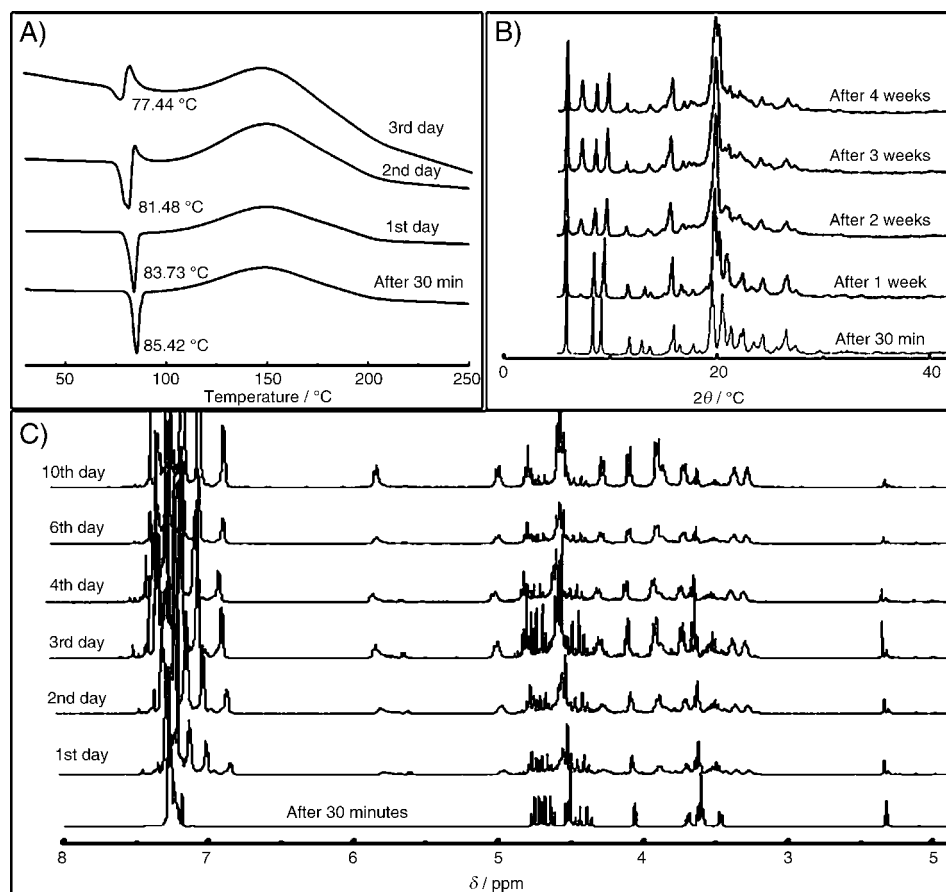 A)
77.44 °C
3rd day
2nd day
81.48 °C
1st day
83.73 °C
After 30 min
85.42 °C
50 100 150 200 250
Temperature / °C
B)
After 4 weeks
After 3 weeks
After 2 weeks
After 1 week
After 30 min
0 20 40
2θ / °C
C)
10th day
6th day
4th day
3rd day
2nd day
1st day
After 30 minutes
8 7 6 5 4 3 5
δ / ppm